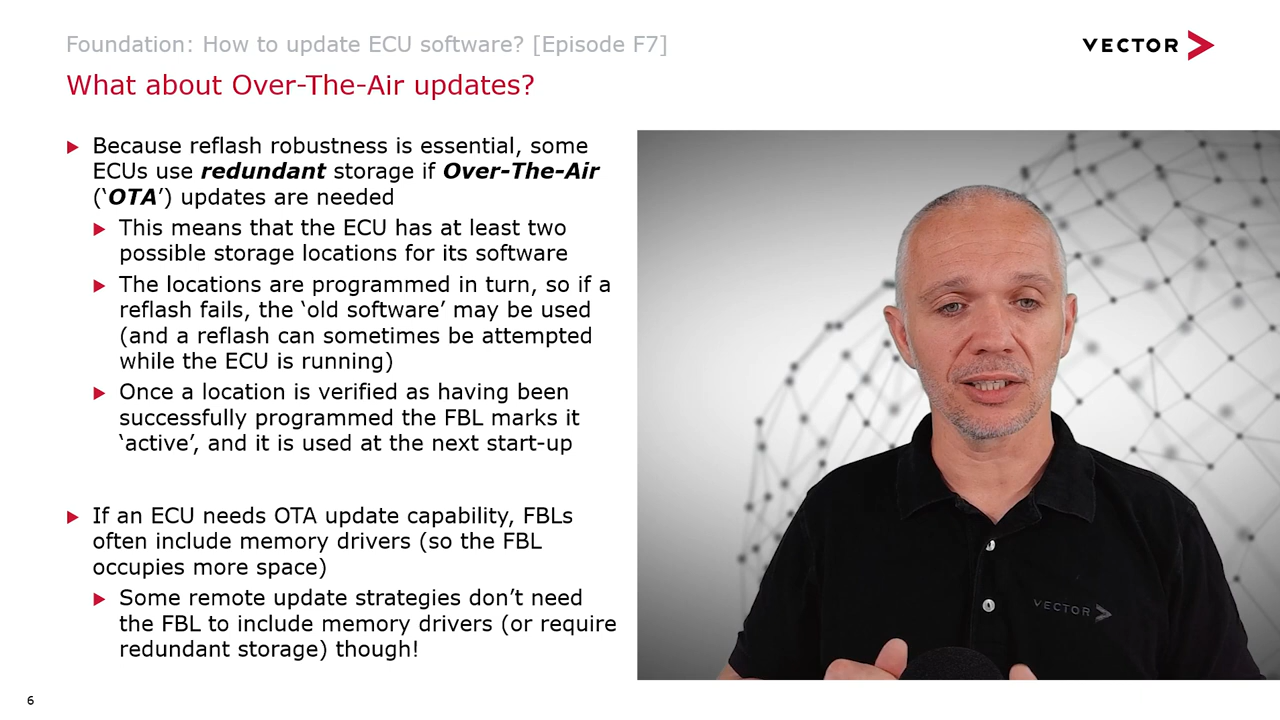 Foundation: How to update ECU software? [Episode F7]
VECTOR
What about Over-The-Air updates?
Because reflash robustness is essential, some
ECUs use redundant storage if Over-The-Air
(‘OTA’) updates are needed
This means that the ECU has at least two
possible storage locations for its software
The locations are programmed in turn, so if a
reflash fails, the ‘old software’ may be used
(and a reflash can sometimes be attempted
while the ECU is running)
Once a location is verified as having been
successfully programmed the FBL marks it
‘active’, and it is used at the next start-up
If an ECU needs OTA update capability, FBLs
often include memory drivers (so the FBL
occupies more space)
Some remote update strategies don’t need
the FBL to include memory drivers (or require
redundant storage) though!
VECTOR
6